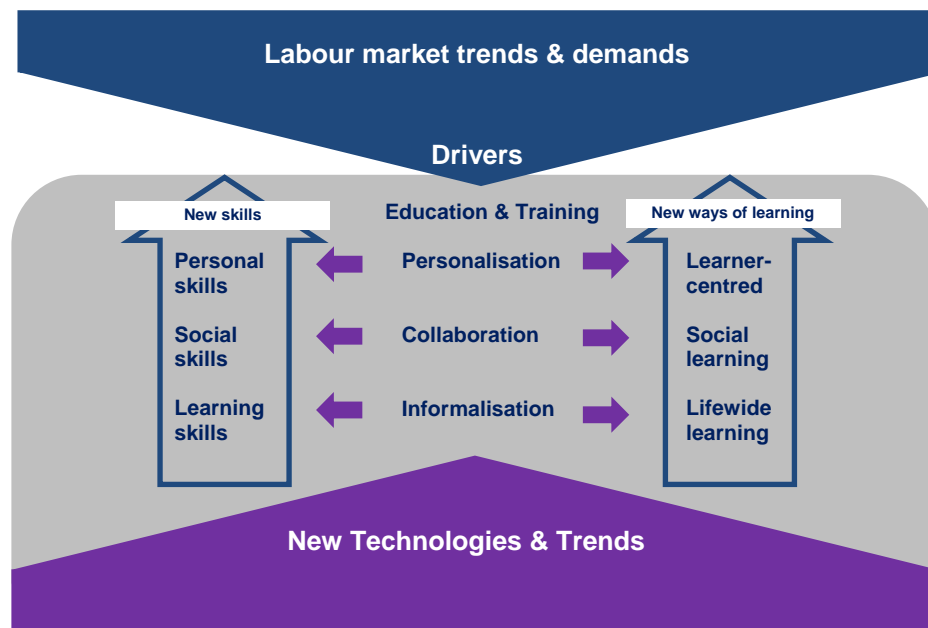 Labour market trends & demands
Drivers
New skills
Education & Training
New ways of learning
Personal
skills
Personalisation
Learner-
centred
Social
skills
Collaboration
Social
learning
Learning
skills
Informalisation
Lifewide
learning
New Technologies & Trends